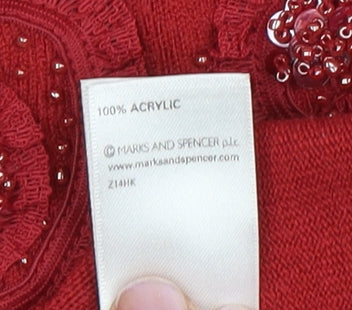 100% ACRYLIC
© MARKS AND SPENCER p.l.c.
www.marksandspencer.com
Z14HK